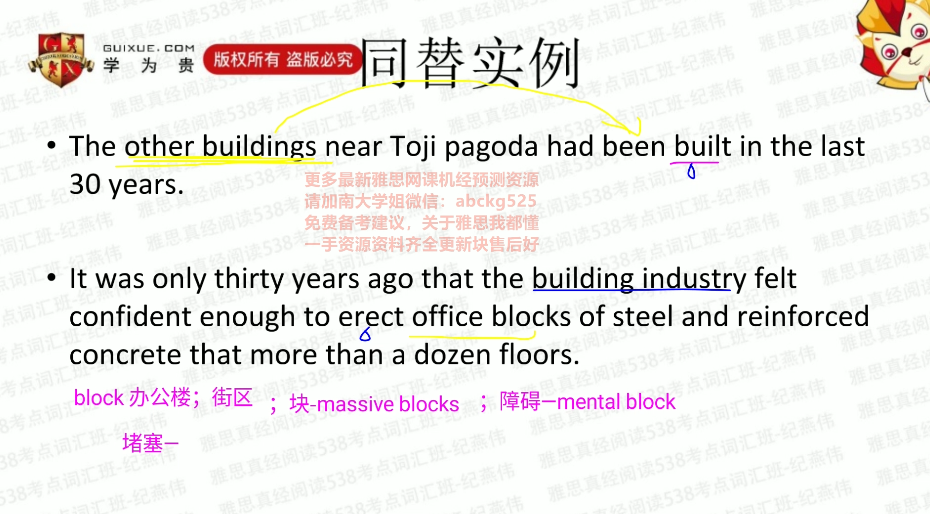 GUIXUE.COM
学为贵
版权所有 盗版必究
同替实例
• The other buildings near Toji pagoda had been built in the last
30 years.
更多最新雅思网课机经预测资源
请加南大学姐微信：abckg525
免费备考建议，关于雅思我都懂
一手资源资料齐全更新块售后好
• It was only thirty years ago that the building industry felt
confident enough to erect office blocks of steel and reinforced
concrete that more than a dozen floors.
block 办公楼；街区 ；块-massive blocks ；障碍—mental block
堵塞—
雅思真经阅读538考点词汇班-纪燕伟